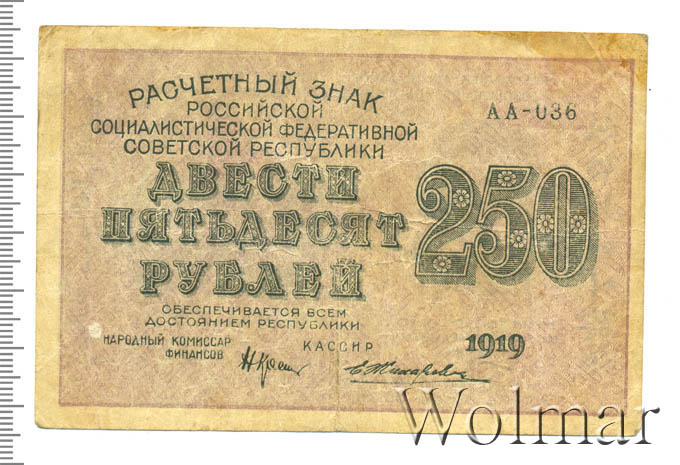 РАСЧЕТНЫЙ ЗНАК
РОССИЙСКОЙ
СОЦИАЛИСТИЧЕСКОЙ ФЕДЕРАТИВНОЙ
СОВЕТСКОЙ РЕСПУБЛИКИ
АА-036
ДВЕСТИ
ПЯТЬДЕСЯТ
РУБЛЕЙ
250
ОБЕСПЕЧИВАЕТСЯ ВСЕМ
ДОСТОЯНИЕМ РЕСПУБЛИКИ
НАРОДНЫЙ КОМИССАР
ФИНАНСОВ
КАССИР
1919
Wolmar